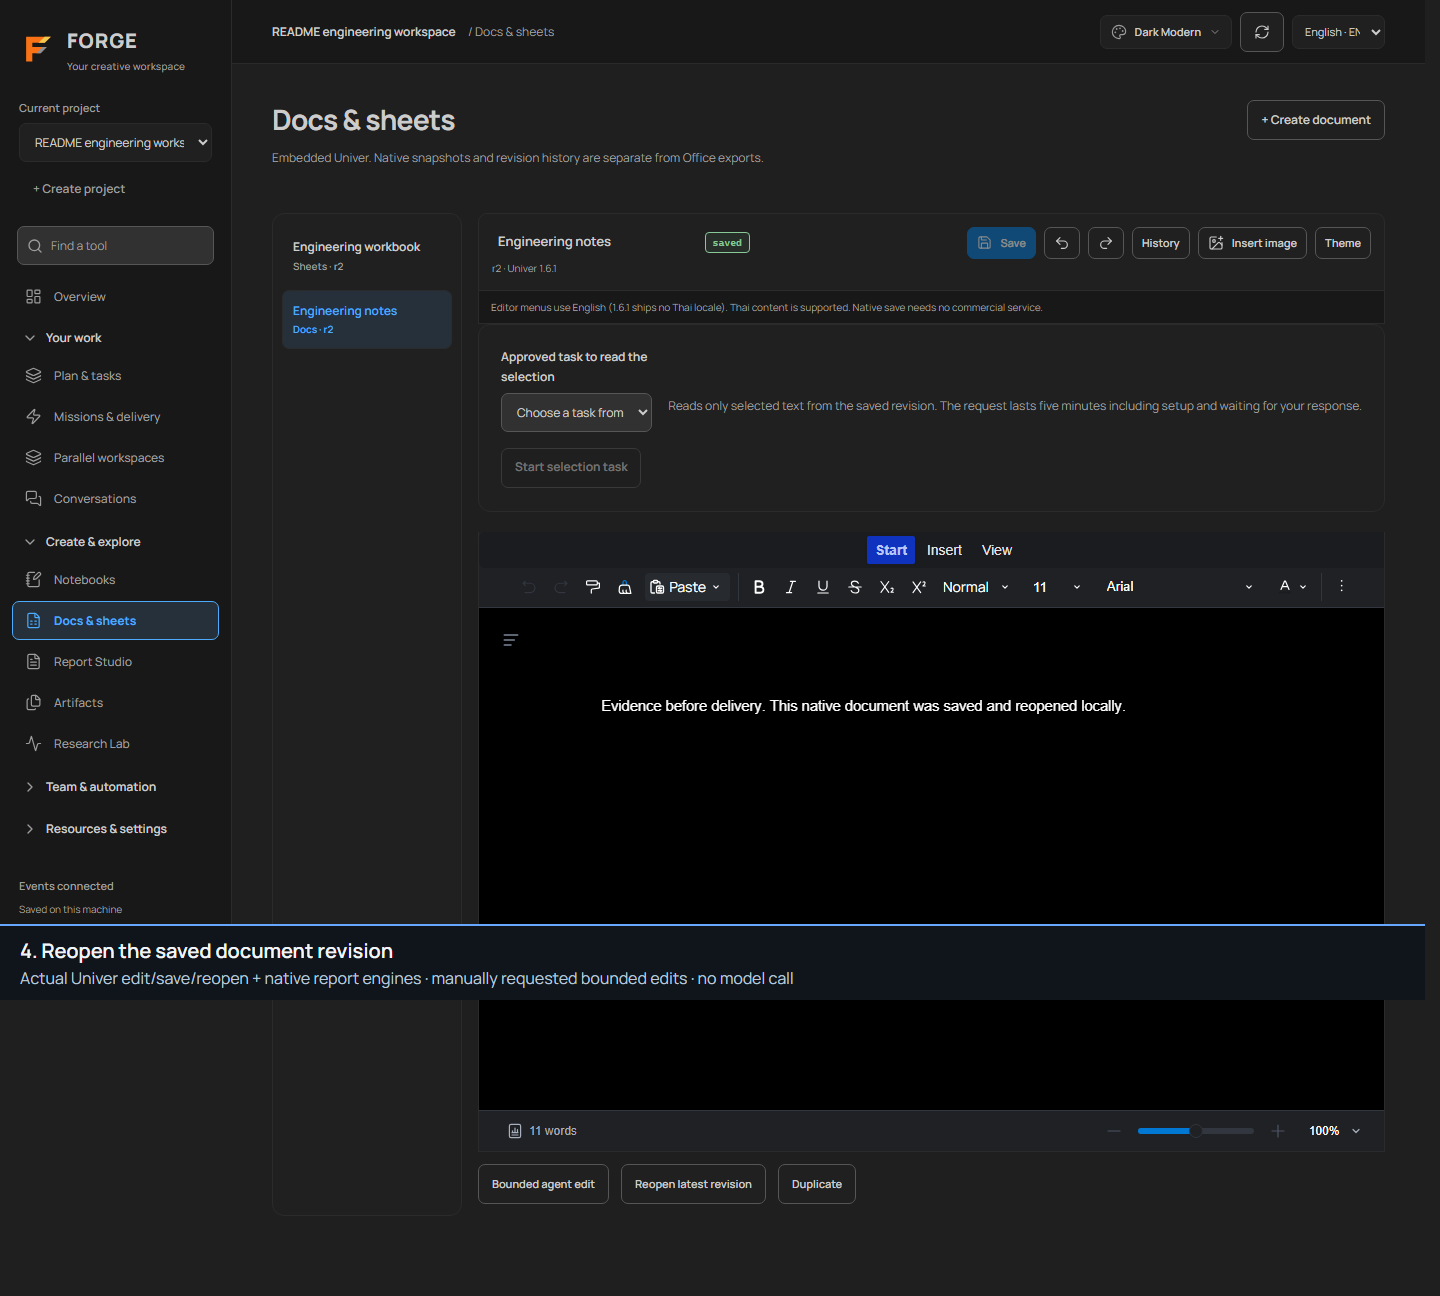 FORGE
Your creative workspace
Current project
README engineering works
+ Create project
Find a tool
Overview
Your work
Plan & tasks
Missions & delivery
Parallel workspaces
Conversations
Create & explore
Notebooks
Docs & sheets
Report Studio
Artifacts
Research Lab
Team & automation
Resources & settings
Events connected
Saved on this machine
README engineering workspace / Docs & sheets
Dark Modern
English · EN
Docs & sheets
+ Create document
Embedded Univer. Native snapshots and revision history are separate from Office exports.
Engineering workbook
Sheets · r2
Engineering notes
Docs · r2
Engineering notes
saved
Save
History
Insert image
Theme
r2 · Univer 1.6.1
Editor menus use English (1.6.1 ships no Thai locale). Thai content is supported. Native save needs no commercial service.
Approved task to read the
selection
Choose a task from
Reads only selected text from the saved revision. The request lasts five minutes including setup and waiting for your response.
Start selection task
Start Insert View
Paste B I U S X₂ X² Normal 11 Arial A
Evidence before delivery. This native document was saved and reopened locally.
4. Reopen the saved document revision
Actual Univer edit/save/reopen + native report engines · manually requested bounded edits · no model call
11 words
100%
Bounded agent edit
Reopen latest revision
Duplicate